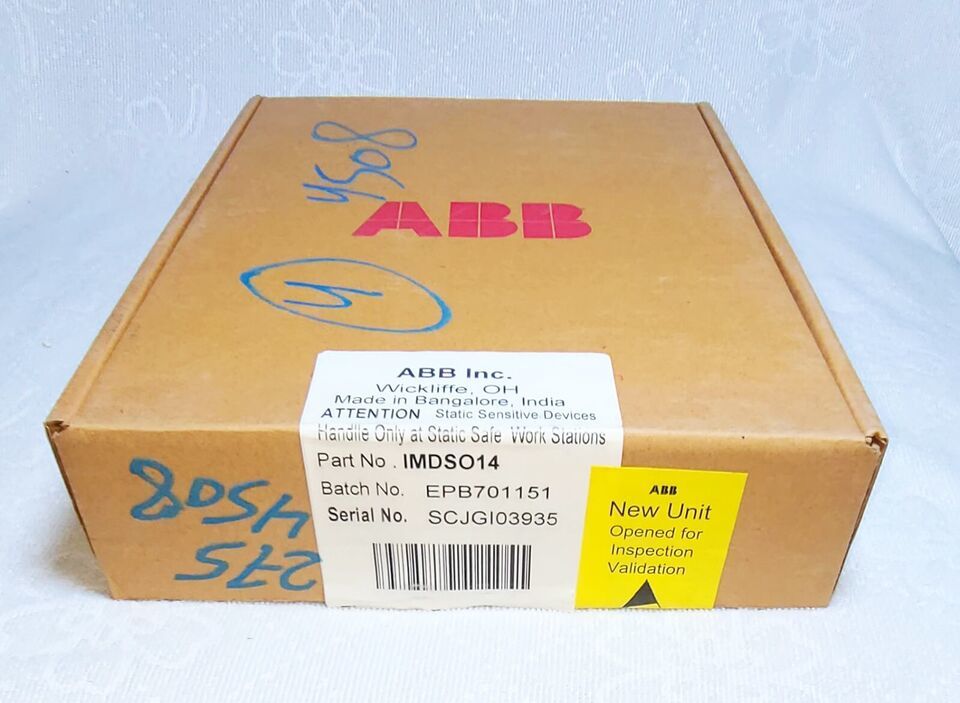 4508
ABB
4
ABB Inc.
Wickliffe, OH
Made in Bangalore, India
ATTENTION Static Sensitive Devices
Handlle Only at Static Safe Work Stations
Part No . IMDSO14
Batch No. EPB701151
Serial No. SCJGI03935
ABB
New Unit
Opened for
Inspection
Validation
4508
275